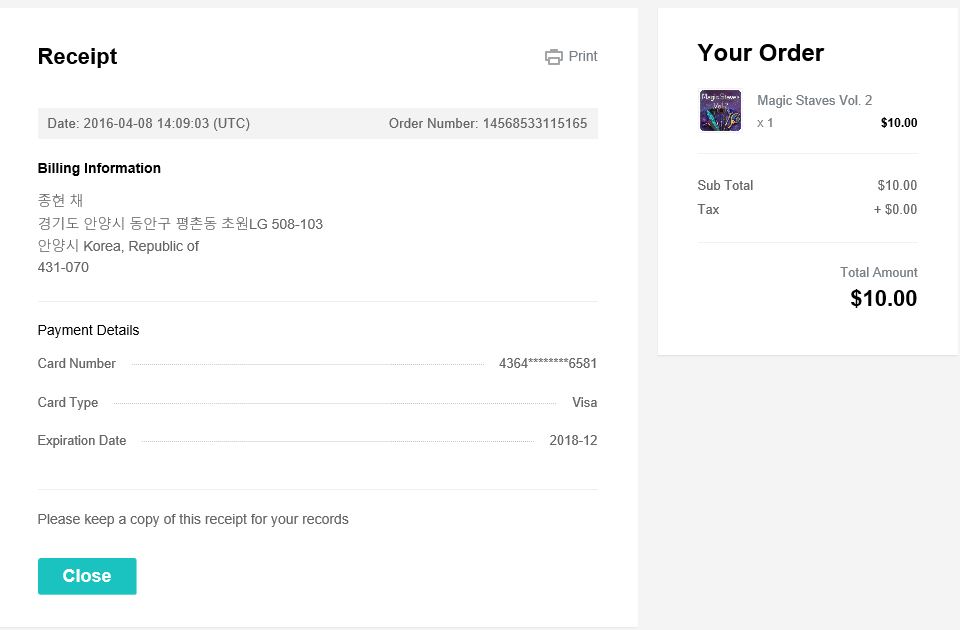 Receipt
Print
Date: 2016-04-08 14:09:03 (UTC)
Order Number: 14568533115165
Billing Information
종현 채
경기도 안양시 동안구 평촌동 초원LG 508-103
안양시 Korea, Republic of
431-070
Payment Details
Card Number 4364********6581
Card Type Visa
Expiration Date 2018-12
Please keep a copy of this receipt for your records
Close
Your Order
Magic Staves
Vol.2
Magic Staves Vol. 2
x 1 $10.00
Sub Total $10.00
Tax + $0.00
Total Amount
$10.00